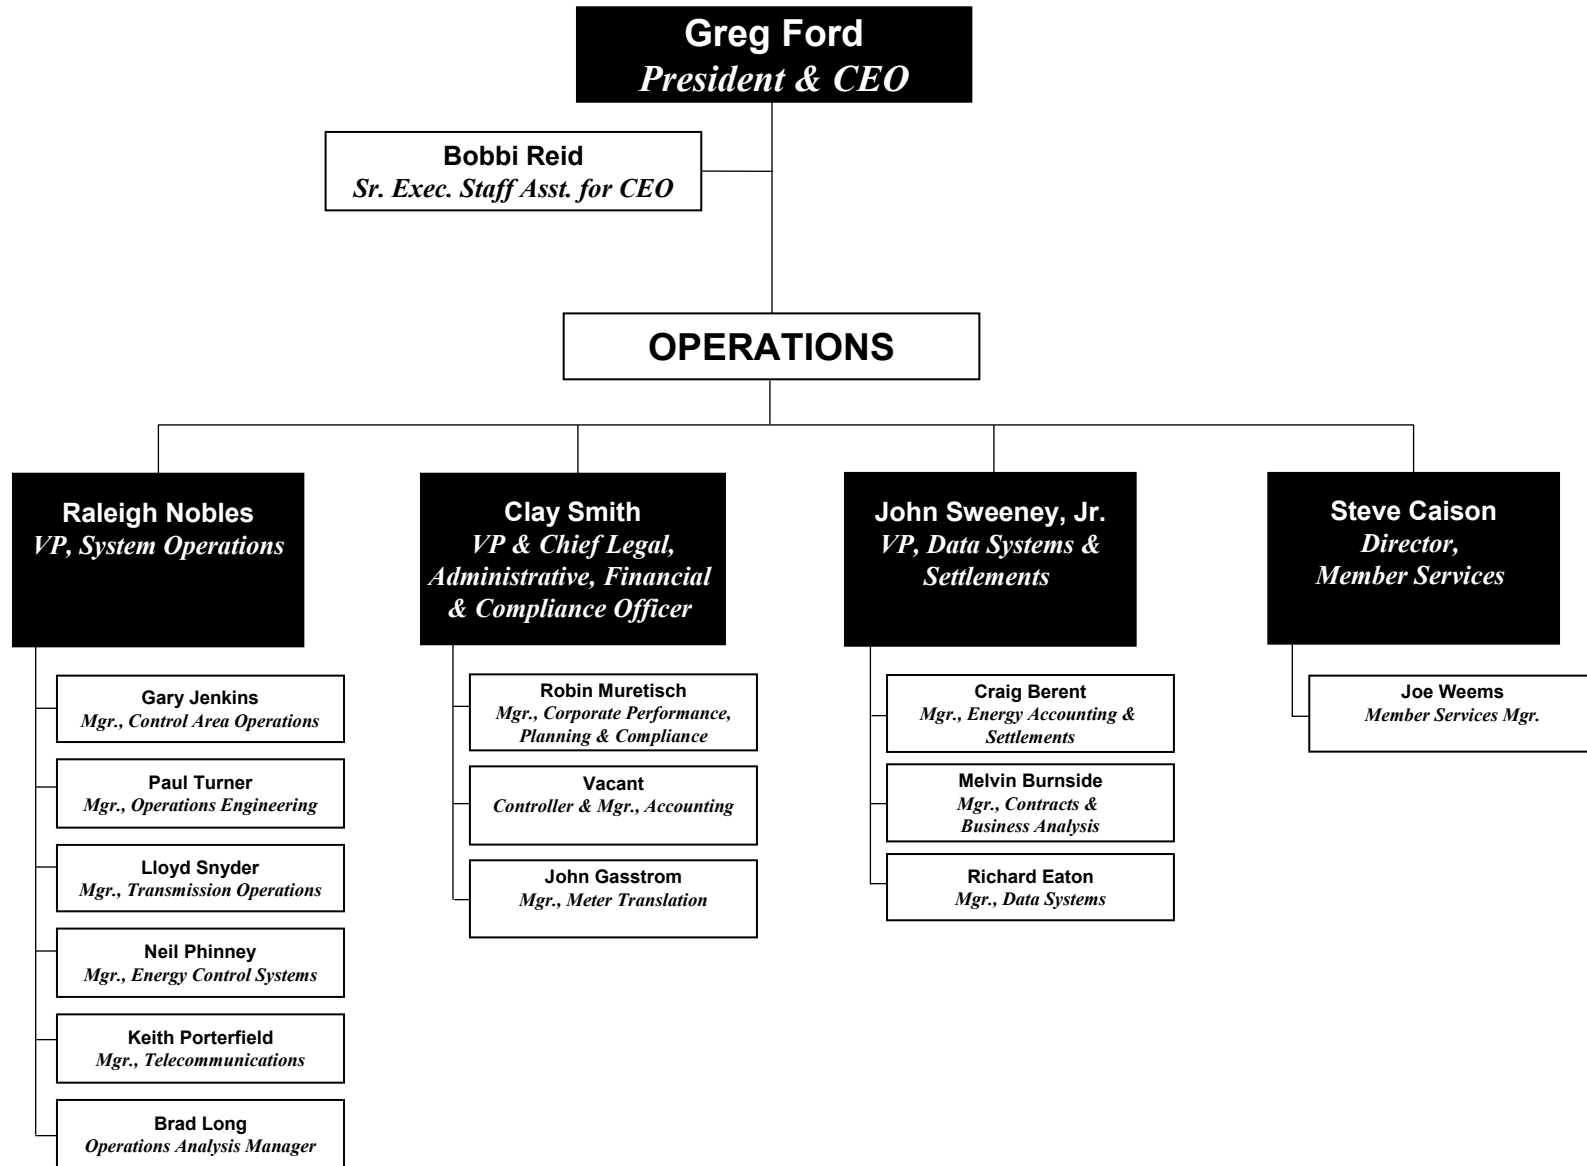 Greg Ford
President & CEO
Bobbi Reid
Sr. Exec. Staff Asst. for CEO
OPERATIONS
Raleigh Nobles
VP, System Operations
Gary Jenkins
Mgr., Control Area Operations
Paul Turner
Mgr., Operations Engineering
Lloyd Snyder
Mgr., Transmission Operations
Neil Phinney
Mgr., Energy Control Systems
Keith Porterfield
Mgr., Telecommunications
Brad Long
Operations Analysis Manager
Clay Smith
VP & Chief Legal,
Administrative, Financial
& Compliance Officer
Robin Muretisch
Mgr., Corporate Performance,
Planning & Compliance
Vacant
Controller & Mgr., Accounting
John Gasstrom
Mgr., Meter Translation
John Sweeney, Jr.
VP, Data Systems &
Settlements
Craig Berent
Mgr., Energy Accounting &
Settlements
Melvin Burnside
Mgr., Contracts &
Business Analysis
Richard Eaton
Mgr., Data Systems
Steve Caison
Director,
Member Services
Joe Weems
Member Services Mgr.